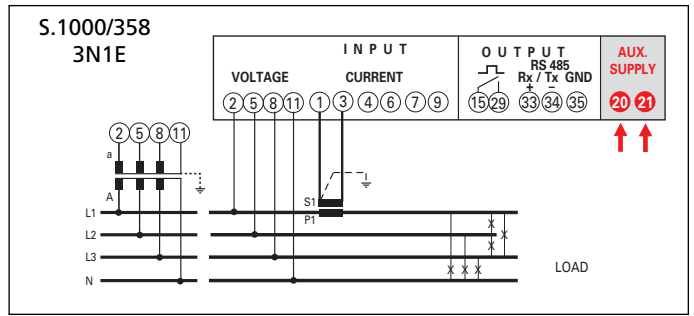 S.1000/358
3N1E
INPUT
VOLTAGE CURRENT
2 5 8 11 1 3 4 6 7 9
OUTPUT
RS 485
Rx / Tx GND
+ −
15 29 33 34 35
AUX.
SUPPLY
20 21
2 5 8 11
a
A
S1
P1
L1
L2
L3
N
LOAD